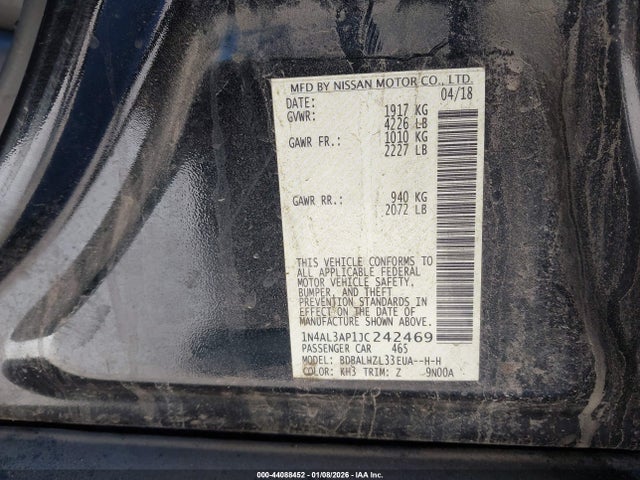 MFD BY NISSAN MOTOR CO., LTD.
DATE: 04/18
GVWR: 1917 KG
4226 LB
GAWR FR.: 1010 KG
2227 LB
GAWR RR.: 940 KG
2072 LB
THIS VEHICLE CONFORMS TO
ALL APPLICABLE FEDERAL
MOTOR VEHICLE SAFETY,
BUMPER, AND THEFT
PREVENTION STANDARDS IN
EFFECT ON THE DATE OF
MANUFACTURE SHOWN ABOVE.
1N4AL3AP1JC242469
PASSENGER CAR 465
MODEL: BDBALWZL33EUA--H-H
COLOR: KH3 TRIM: Z 9N00A
000-44088452 | 01/08/2026 - IAA Inc.